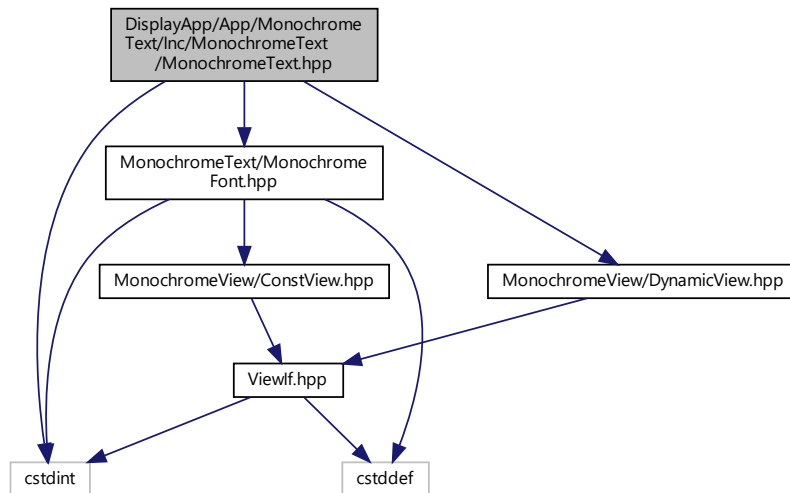 DisplayApp/App/Monochrome
Text/Inc/MonochromeText
/MonochromeText.hpp
MonochromeText/Monochrome
Font.hpp
MonochromeView/ConstView.hpp
MonochromeView/DynamicView.hpp
ViewIf.hpp
cstdint
cstddef